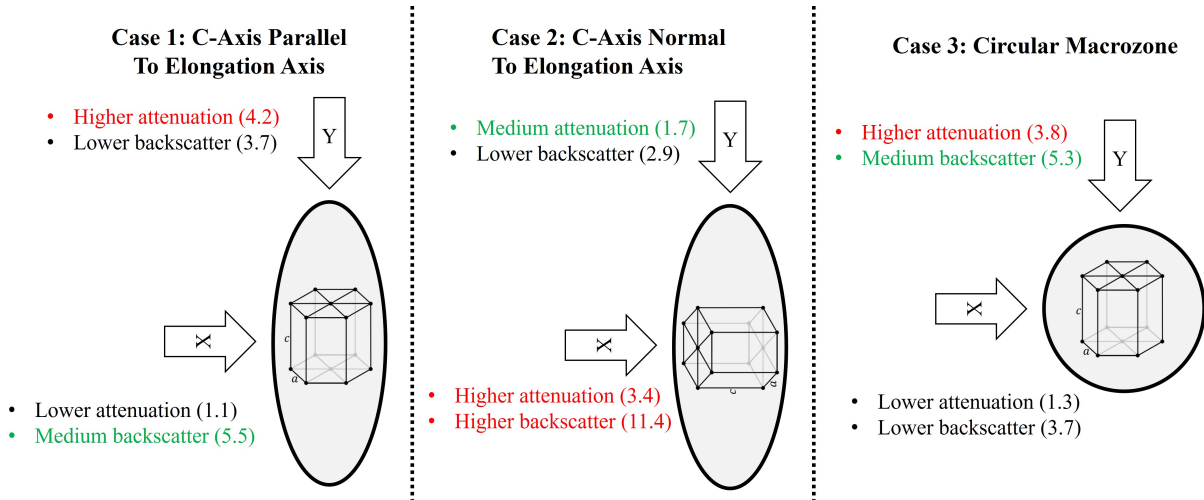 Case 1: C-Axis Parallel
To Elongation Axis
• Higher attenuation (4.2)
• Lower backscatter (3.7)
Y
X
c
a
• Lower attenuation (1.1)
• Medium backscatter (5.5)
Case 2: C-Axis Normal
To Elongation Axis
• Medium attenuation (1.7)
• Lower backscatter (2.9)
Y
X
c
a
• Higher attenuation (3.4)
• Higher backscatter (11.4)
Case 3: Circular Macrozone
• Higher attenuation (3.8)
• Medium backscatter (5.3)
Y
X
c
a
• Lower attenuation (1.3)
• Lower backscatter (3.7)